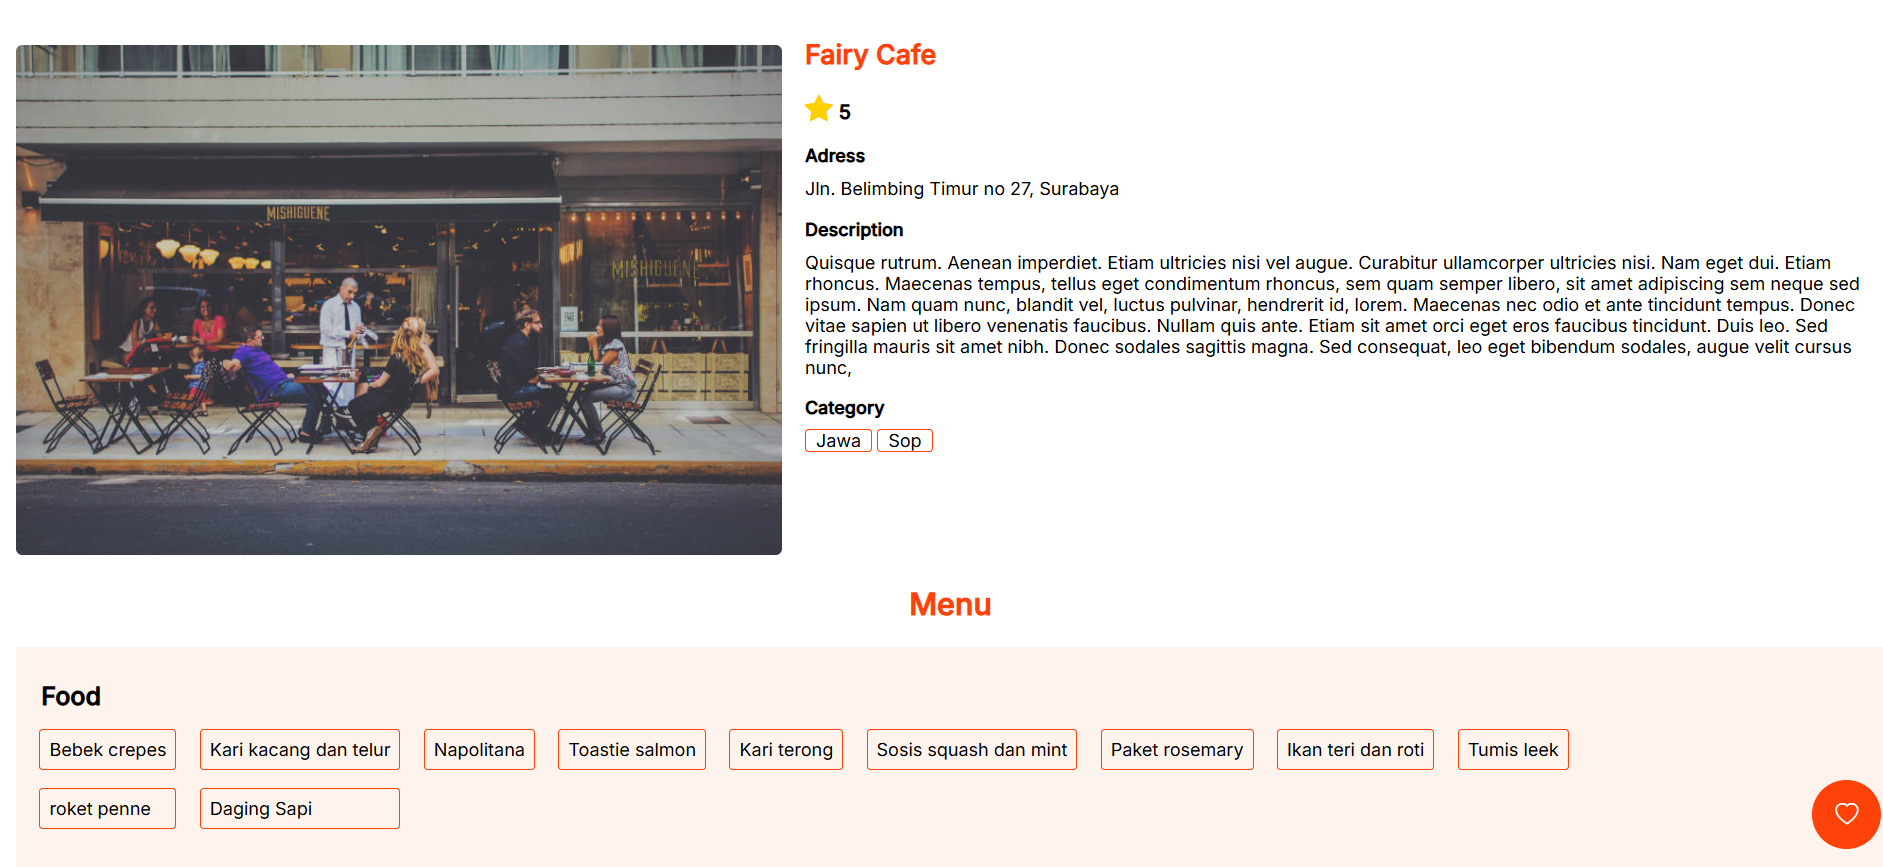 MISHIGUENE
MISHIGUENE
Fairy Cafe
5
Adress
Jln. Belimbing Timur no 27, Surabaya
Description
Quisque rutrum. Aenean imperdiet. Etiam ultricies nisi vel augue. Curabitur ullamcorper ultricies nisi. Nam eget dui. Etiam
rhoncus. Maecenas tempus, tellus eget condimentum rhoncus, sem quam semper libero, sit amet adipiscing sem neque sed
ipsum. Nam quam nunc, blandit vel, luctus pulvinar, hendrerit id, lorem. Maecenas nec odio et ante tincidunt tempus. Donec
vitae sapien ut libero venenatis faucibus. Nullam quis ante. Etiam sit amet orci eget eros faucibus tincidunt. Duis leo. Sed
fringilla mauris sit amet nibh. Donec sodales sagittis magna. Sed consequat, leo eget bibendum sodales, augue velit cursus
nunc,
Category
Jawa Sop
Menu
Food
Bebek crepes Kari kacang dan telur Napolitana Toastie salmon Kari terong Sosis squash dan mint Paket rosemary Ikan teri dan roti Tumis leek
roket penne Daging Sapi